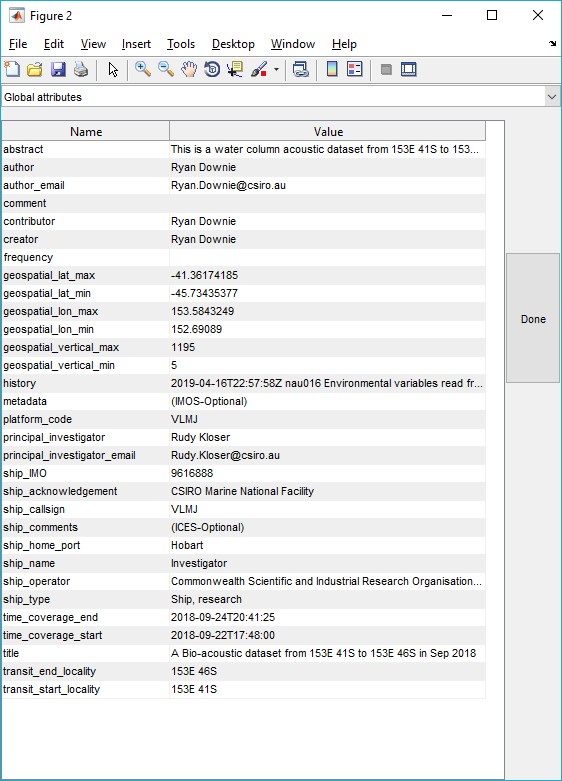 Figure 2
File Edit View Insert Tools Desktop Window Help
Global attributes
Name Value
abstract This is a water column acoustic dataset from 153E 41S to 153...
author Ryan Downie
author_email Ryan.Downie@csiro.au
comment
contributor Ryan Downie
creator Ryan Downie
frequency
geospatial_lat_max -41.36174185
geospatial_lat_min -45.73435377
geospatial_lon_max 153.5843249
geospatial_lon_min 152.69089
geospatial_vertical_max 1195
geospatial_vertical_min 5
history 2019-04-16T22:57:58Z nau016 Environmental variables read fr...
metadata (IMOS-Optional)
platform_code VLMJ
principal_investigator Rudy Kloser
principal_investigator_email Rudy.Kloser@csiro.au
ship_IMO 9616888
ship_acknowledgement CSIRO Marine National Facility
ship_callsign VLMJ
ship_comments (ICES-Optional)
ship_home_port Hobart
ship_name Investigator
ship_operator Commonwealth Scientific and Industrial Research Organisation...
ship_type Ship, research
time_coverage_end 2018-09-24T20:41:25
time_coverage_start 2018-09-22T17:48:00
title A Bio-acoustic dataset from 153E 41S to 153E 46S in Sep 2018
transit_end_locality 153E 46S
transit_start_locality 153E 41S
Done